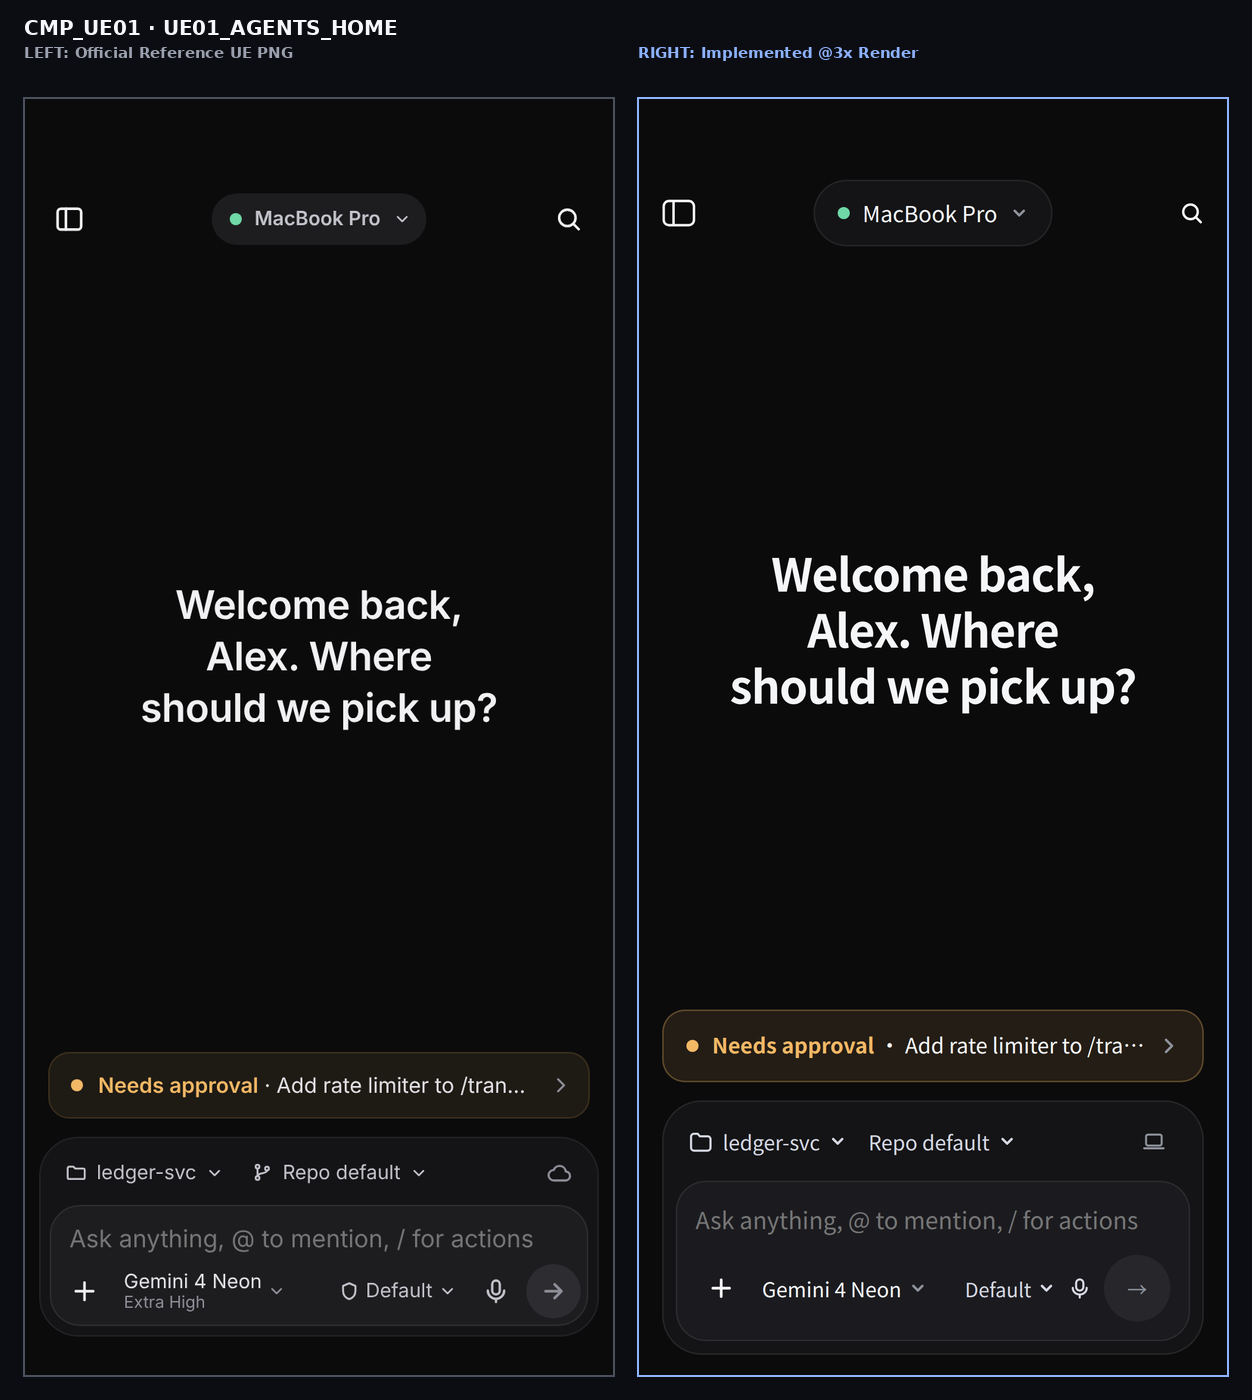 CMP_UE01 · UE01_AGENTS_HOME
LEFT: Official Reference UE PNG
RIGHT: Implemented @3x Render
MacBook Pro
Welcome back,
Alex. Where
should we pick up?
Needs approval · Add rate limiter to /tran...
ledger-svc
Repo default
Ask anything, @ to mention, / for actions
Gemini 4 Neon
Extra High
Default
MacBook Pro
Welcome back,
Alex. Where
should we pick up?
Needs approval • Add rate limiter to /tra···
ledger-svc
Repo default
Ask anything, @ to mention, / for actions
Gemini 4 Neon
Default